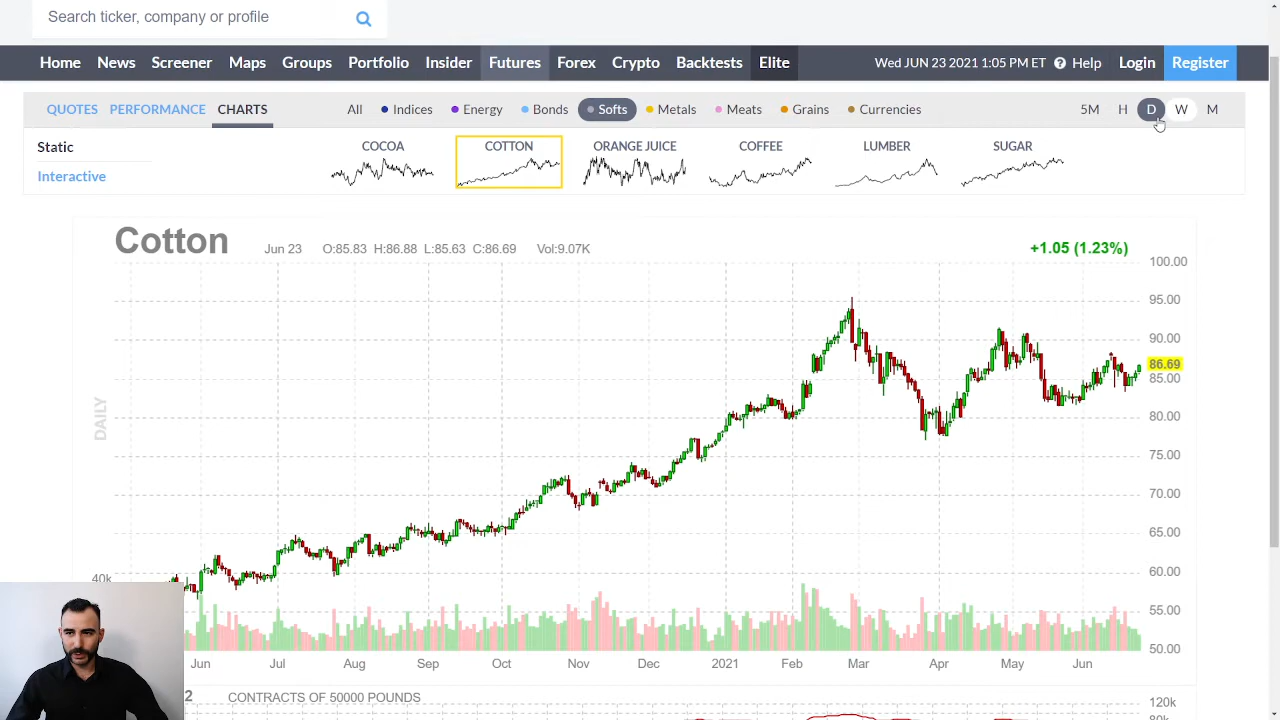 Search ticker, company or profile
Home News Screener Maps Groups Portfolio Insider Futures Forex Crypto Backtests Elite Wed JUN 23 2021 1:05 PM ET Help Login Register
QUOTES PERFORMANCE CHARTS All Indices Energy Bonds Softs Metals Meats Grains Currencies 5M H D W M
Static COCOA COTTON ORANGE JUICE COFFEE LUMBER SUGAR
Interactive
Cotton Jun 23 O:85.83 H:86.88 L:85.63 C:86.69 Vol:9.07K +1.05 (1.23%)
100.00
95.00
90.00
86.69
85.00
80.00
DAILY
75.00
70.00
65.00
60.00
40k
55.00
50.00
Jun Jul Aug Sep Oct Nov Dec 2021 Feb Mar Apr May Jun
2 CONTRACTS OF 50000 POUNDS
120k